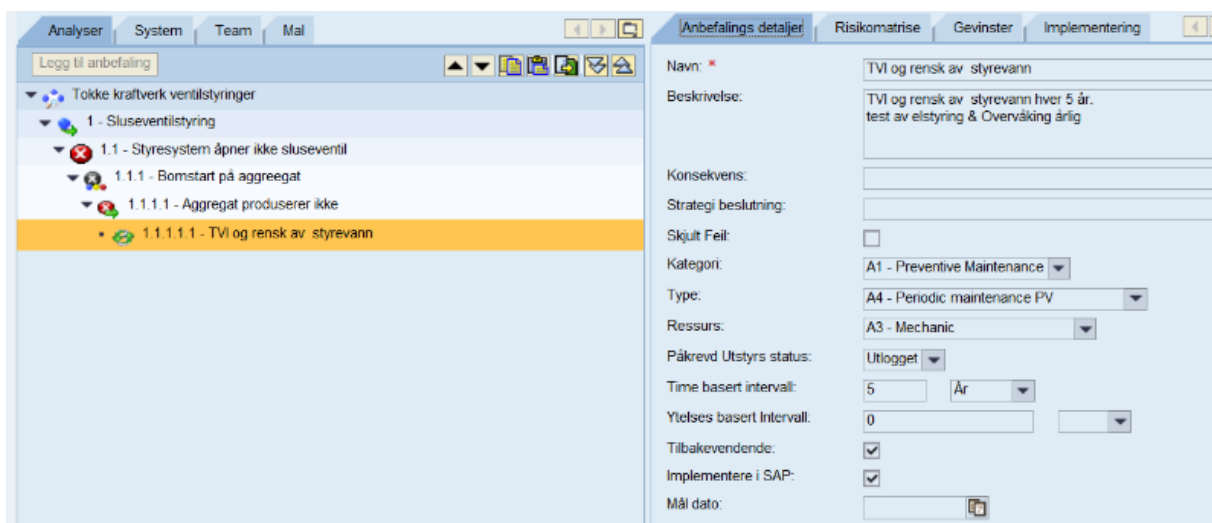 Analyser System Team Mal
Legg til anbefaling
Tokke kraftverk ventilstyringer
1 - Sluseventilstyring
1.1 - Styresystem åpner ikke sluseventil
1.1.1 - Bomstart på aggreegat
1.1.1.1 - Aggregat produserer ikke
1.1.1.1.1 - TVI og rensk av styrevann
Anbefalings detaljer Risikomatrise Gevinster Implementering
Navn: * TVI og rensk av styrevann
Beskrivelse: TVI og rensk av styrevann hver 5 år.
test av elstyring & Overvåking årlig
Konsekvens:
Strategi beslutning:
Skjult Feil:
Kategori: A1 - Preventive Maintenance
Type: A4 - Periodic maintenance PV
Ressurs: A3 - Mechanic
Påkrevd Utstyrs status: Utlogget
Time basert intervall: 5 År
Ytelses basert Intervall: 0
Tilbakevendende:
Implementere i SAP:
Mål dato: